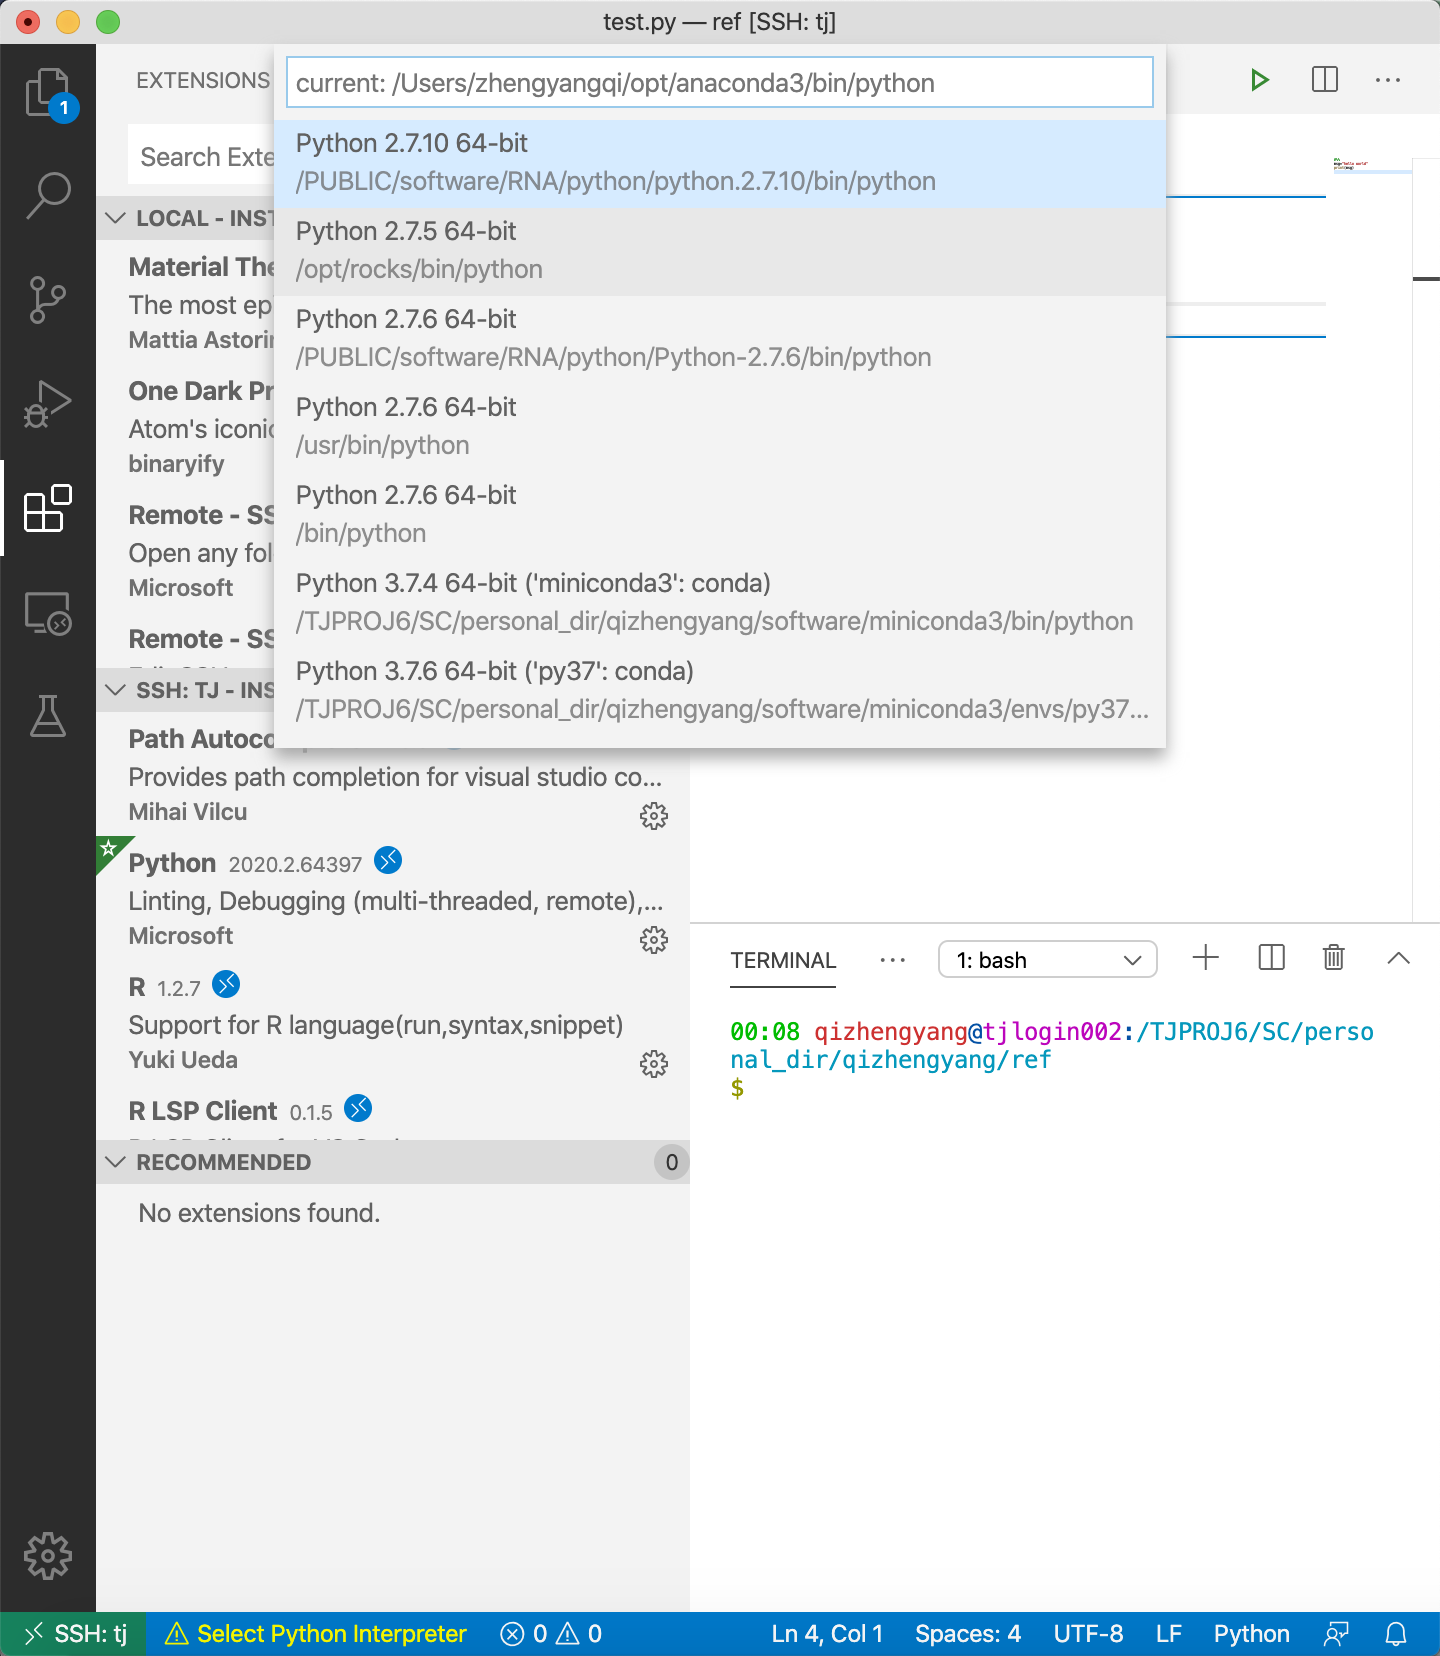 test.py — ref [SSH: tj]
1
EXTENSIONS
current: /Users/zhengyangqi/opt/anaconda3/bin/python
Search Exte
Python 2.7.10 64-bit
/PUBLIC/software/RNA/python/python.2.7.10/bin/python
Python 2.7.5 64-bit
/opt/rocks/bin/python
Python 2.7.6 64-bit
/PUBLIC/software/RNA/python/Python-2.7.6/bin/python
Python 2.7.6 64-bit
/usr/bin/python
Python 2.7.6 64-bit
/bin/python
Python 3.7.4 64-bit ('miniconda3': conda)
/TJPROJ6/SC/personal_dir/qizhengyang/software/miniconda3/bin/python
Python 3.7.6 64-bit ('py37': conda)
/TJPROJ6/SC/personal_dir/qizhengyang/software/miniconda3/envs/py37...
LOCAL - INST
Material The
The most ep
Mattia Astorin
One Dark Pr
Atom's iconic
binaryify
Remote - SS
Open any fol
Microsoft
Remote - SS
SSH: TJ - INS
Path Autoco
Provides path completion for visual studio co...
Mihai Vilcu
Python 2020.2.64397
Linting, Debugging (multi-threaded, remote),...
Microsoft
R 1.2.7
Support for R language(run,syntax,snippet)
Yuki Ueda
R LSP Client 0.1.5
RECOMMENDED 0
No extensions found.
TERMINAL ... 1: bash
00:08 qizhengyang@tjlogin002:/TJPROJ6/SC/perso
nal_dir/qizhengyang/ref
$
SSH: tj Select Python Interpreter 0 0 Ln 4, Col 1 Spaces: 4 UTF-8 LF Python